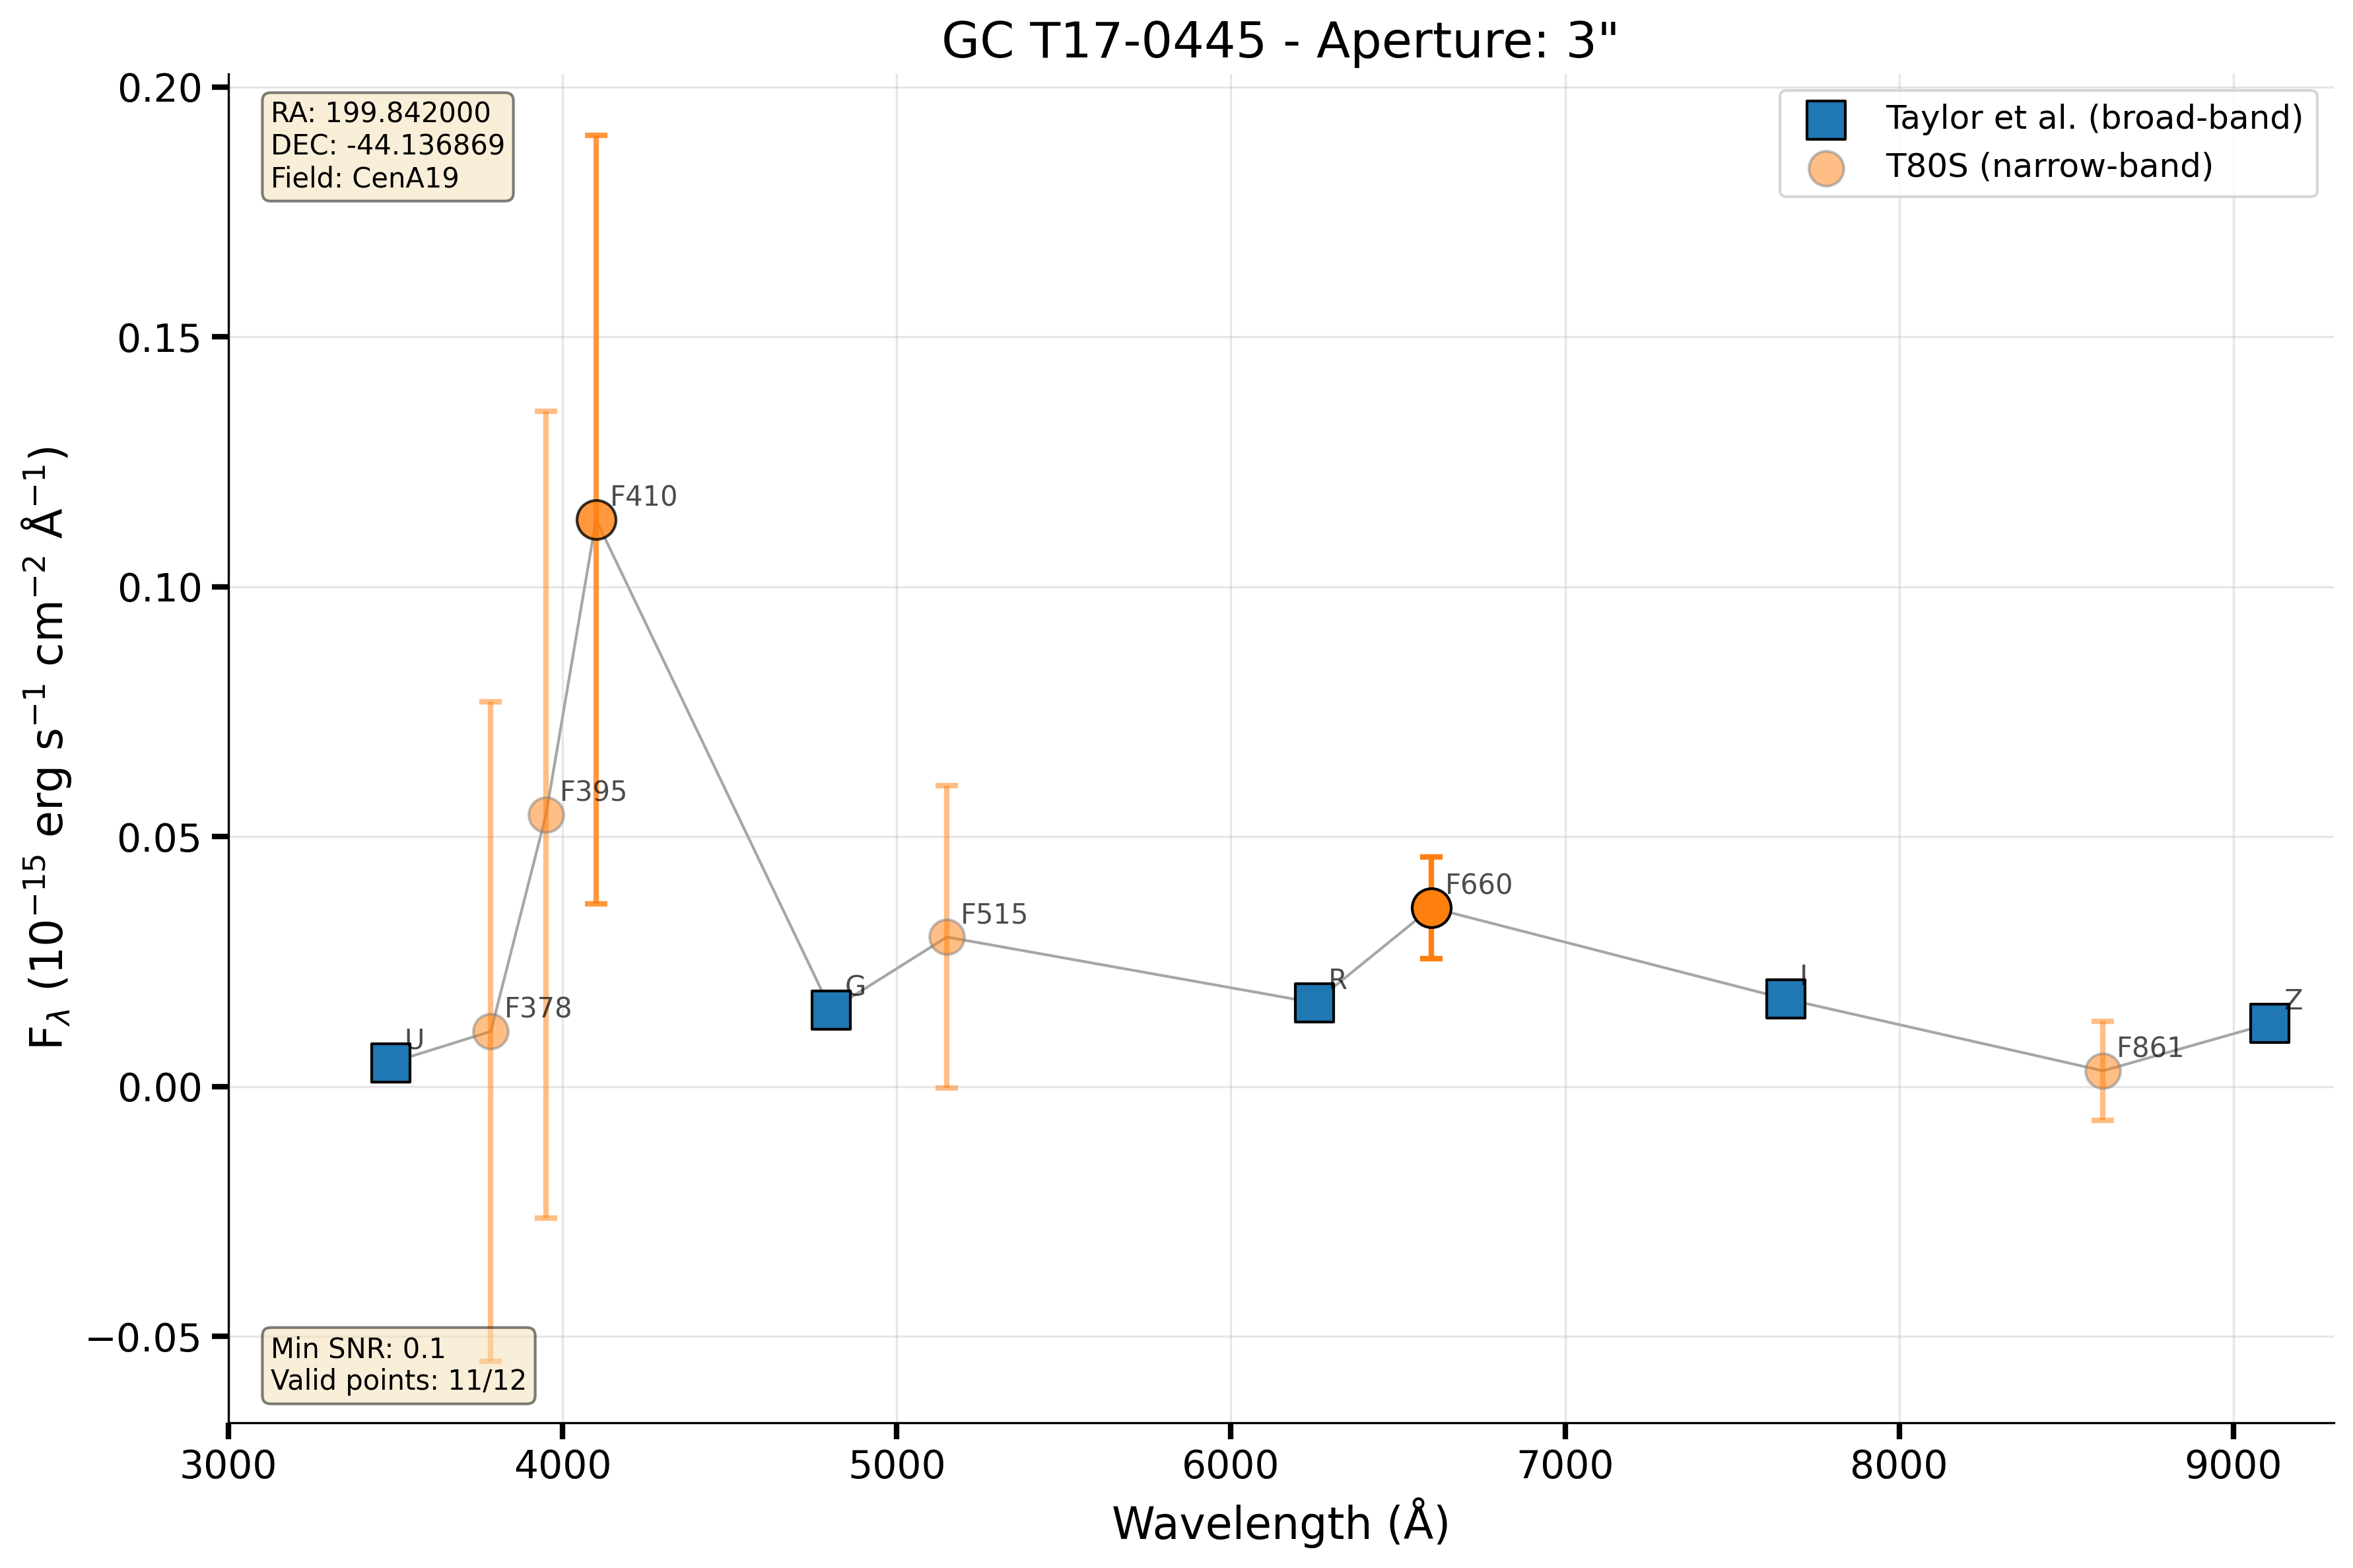 GC T17-0445 - Aperture: 3"
RA: 199.842000
DEC: -44.136869
Field: CenA19
Taylor et al. (broad-band)
T80S (narrow-band)
F_λ (10⁻¹⁵ erg s⁻¹ cm⁻² Å⁻¹)
0.20
0.15
0.10
0.05
0.00
−0.05
U
F378
F395
F410
G
F515
R
F660
I
F861
Z
Min SNR: 0.1
Valid points: 11/12
3000 4000 5000 6000 7000 8000 9000
Wavelength (Å)